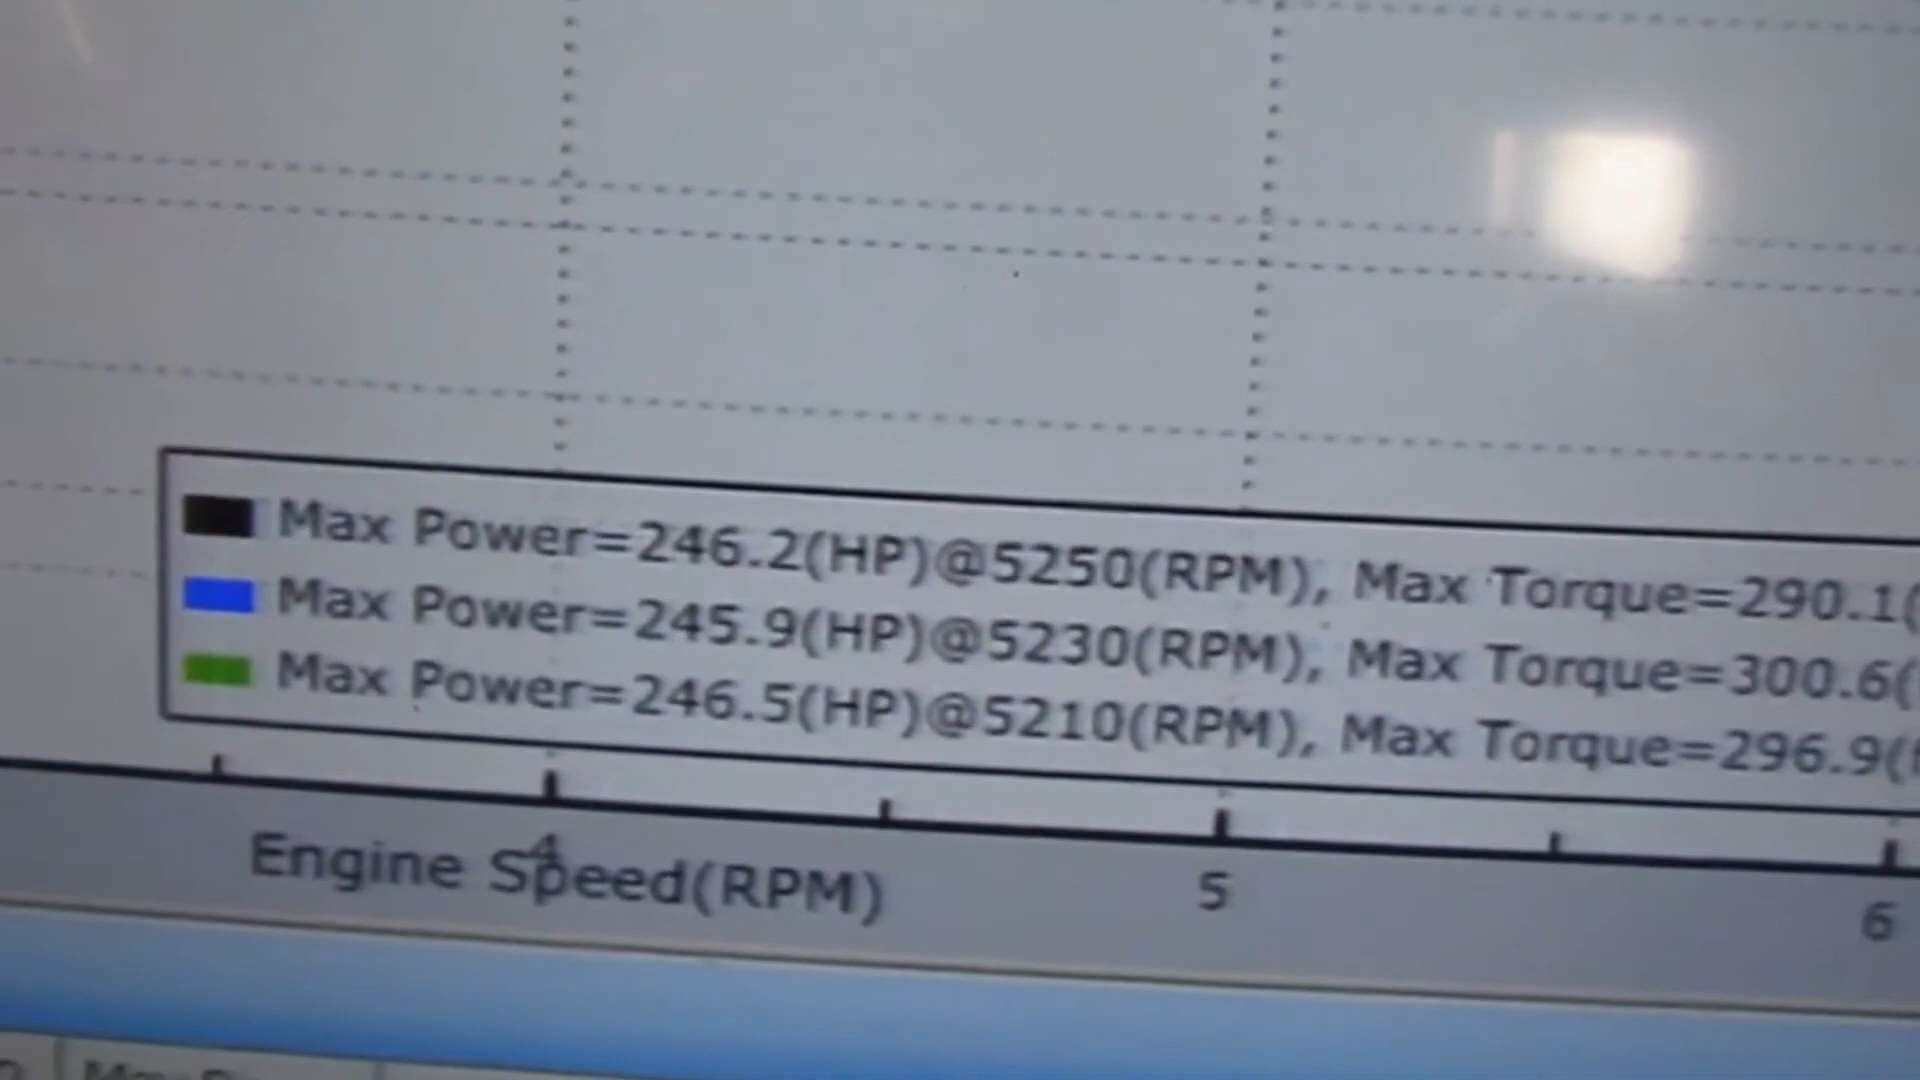 Max Power=246.2(HP)@5250(RPM), Max Torque=290.1(
Max Power=245.9(HP)@5230(RPM), Max Torque=300.6(
Max Power=246.5(HP)@5210(RPM), Max Torque=296.9(
4 5 6
Engine Speed(RPM)